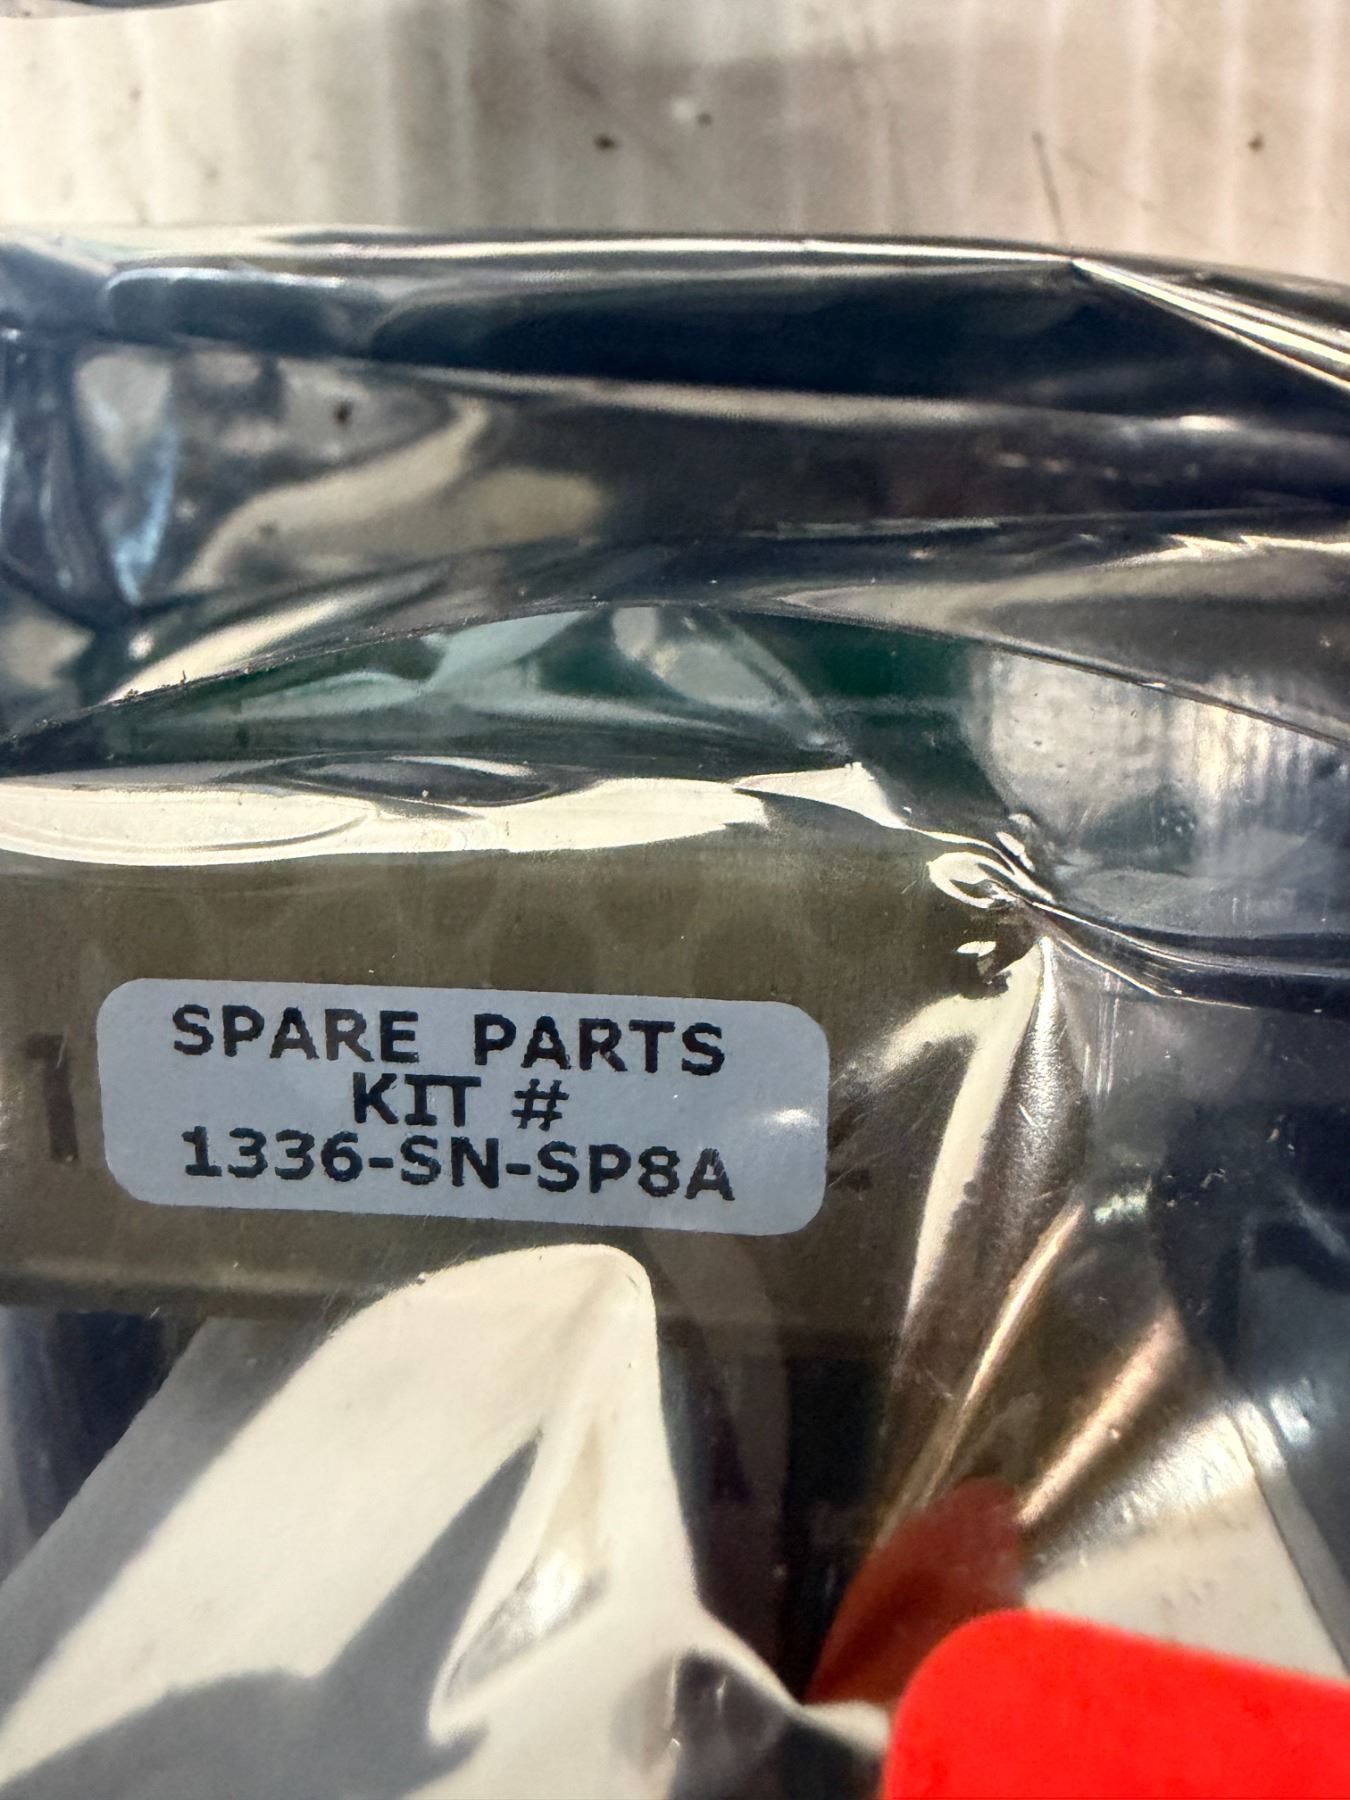 SPARE PARTS
KIT #
1336-SN-SP8A